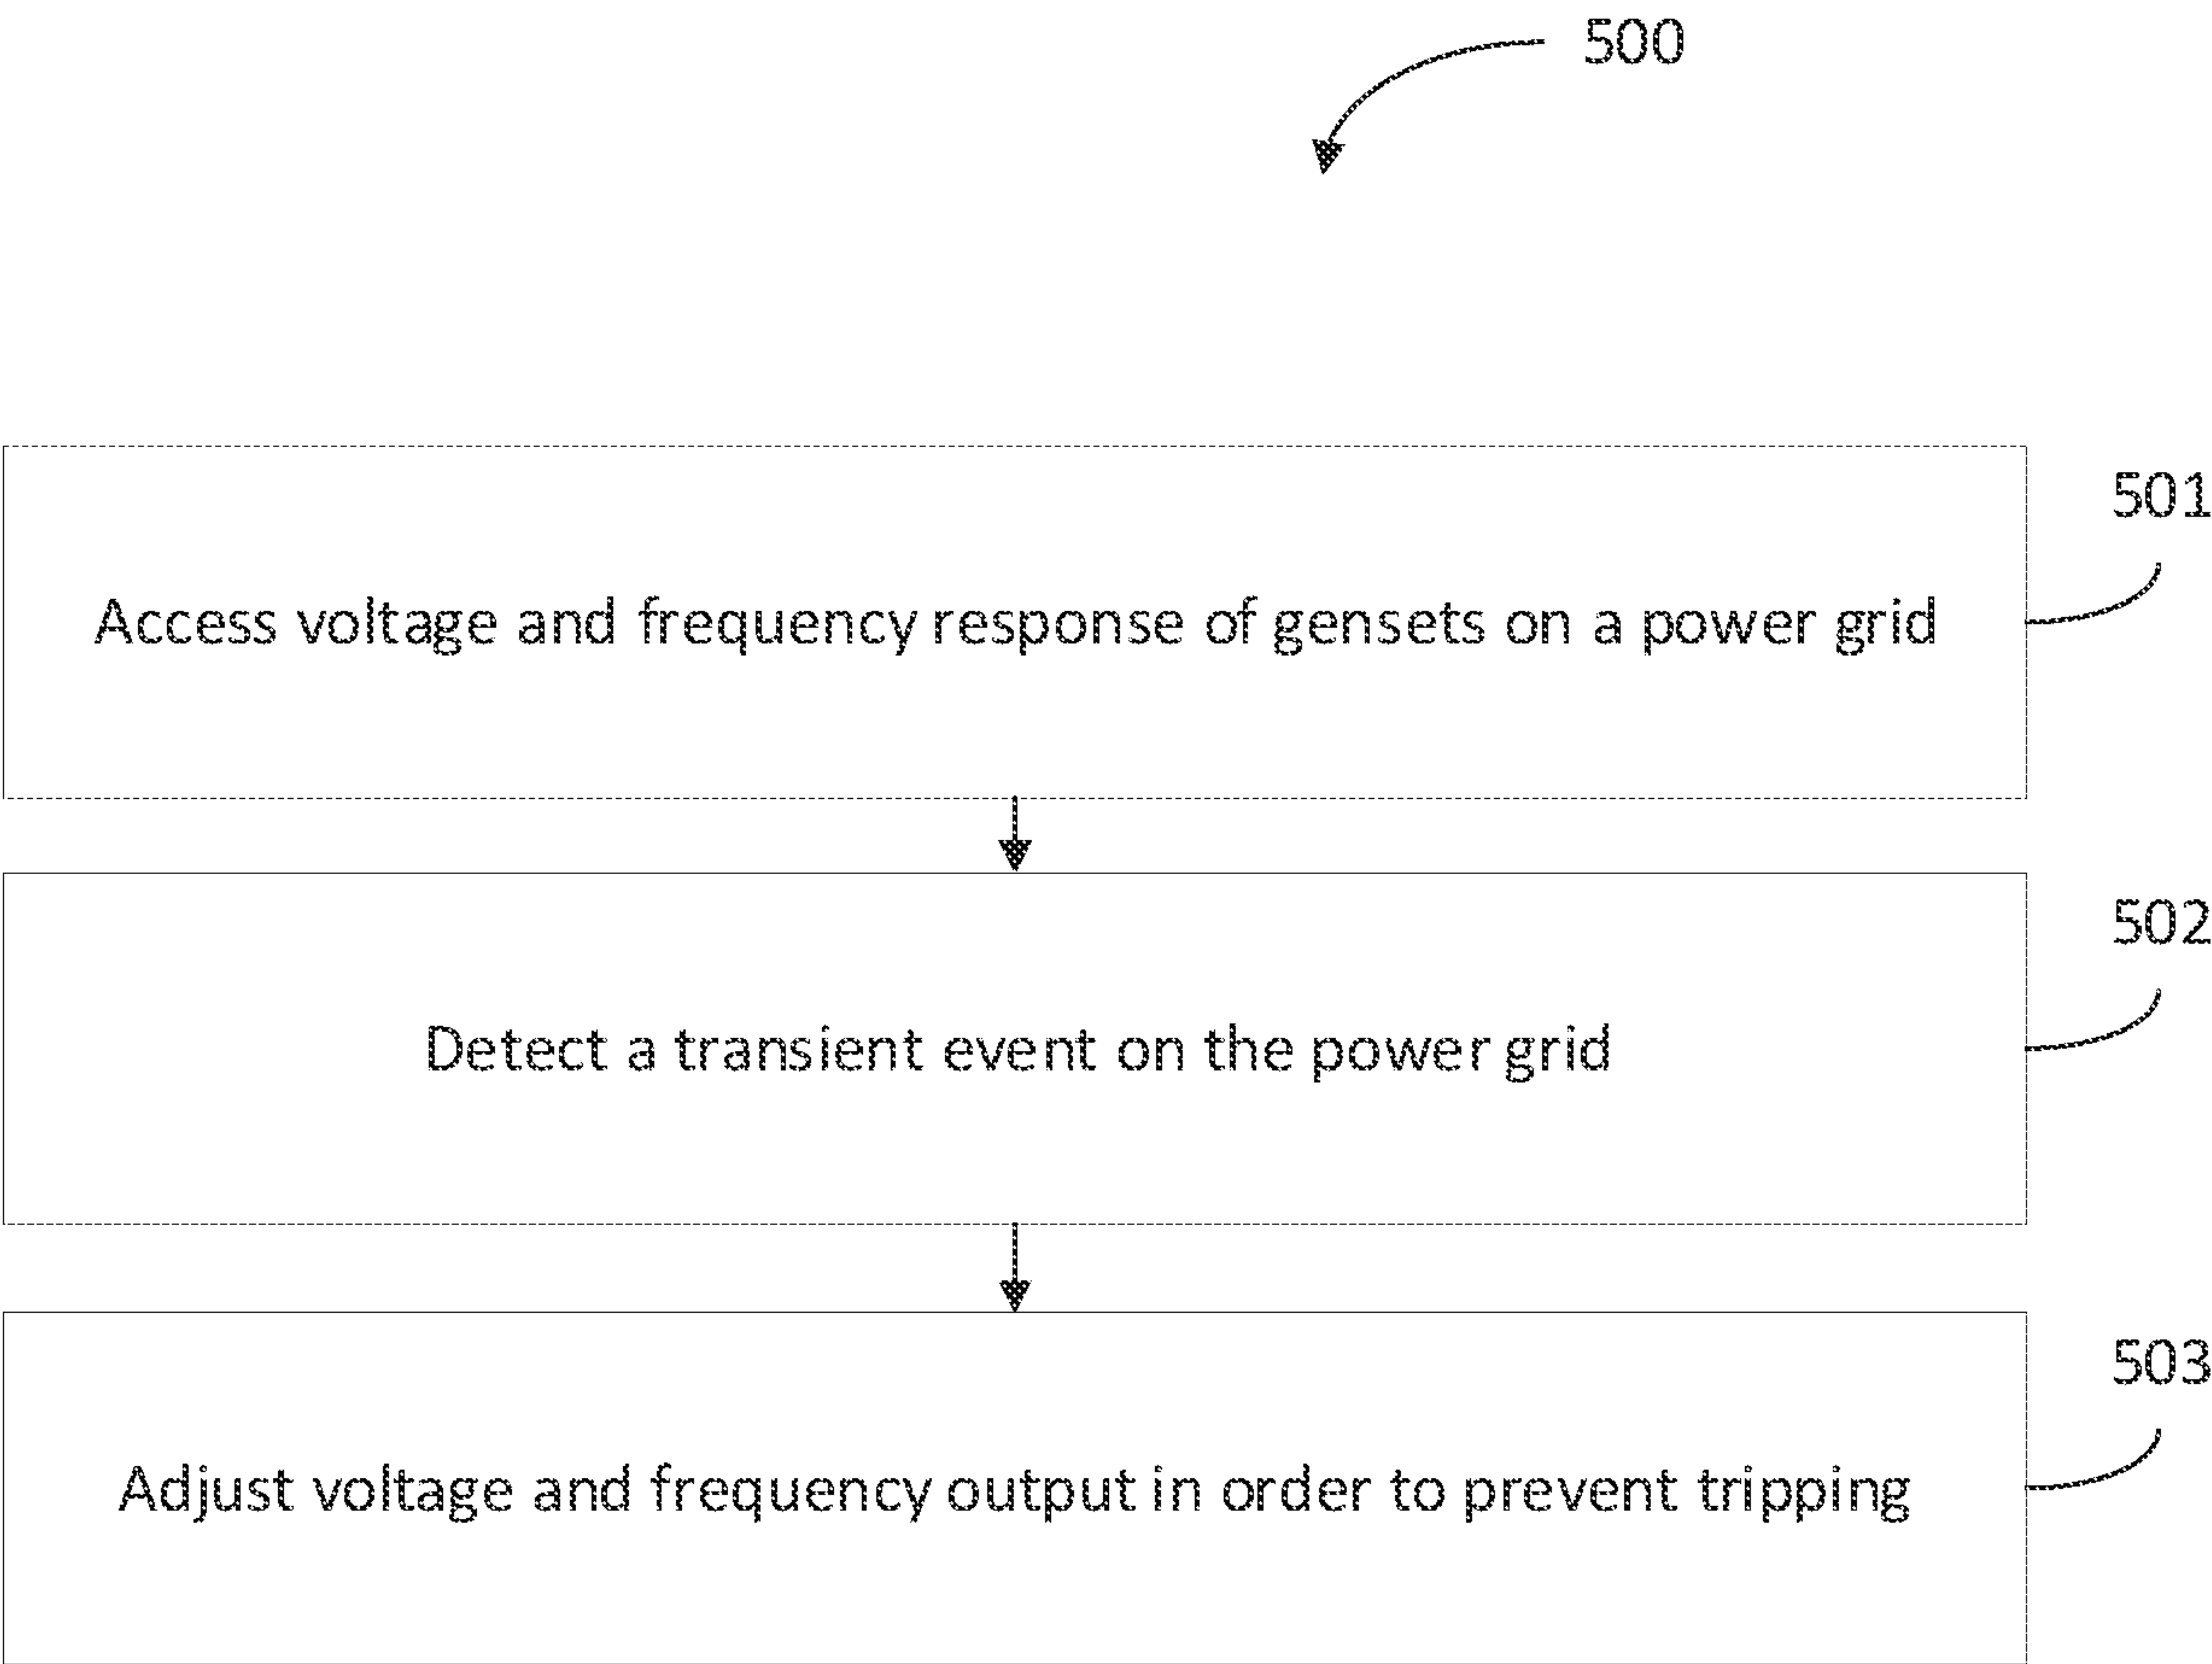 500
501
Access voltage and frequency response of gensets on a power grid
502
Detect a transient event on the power grid
503
Adjust voltage and frequency output in order to prevent tripping